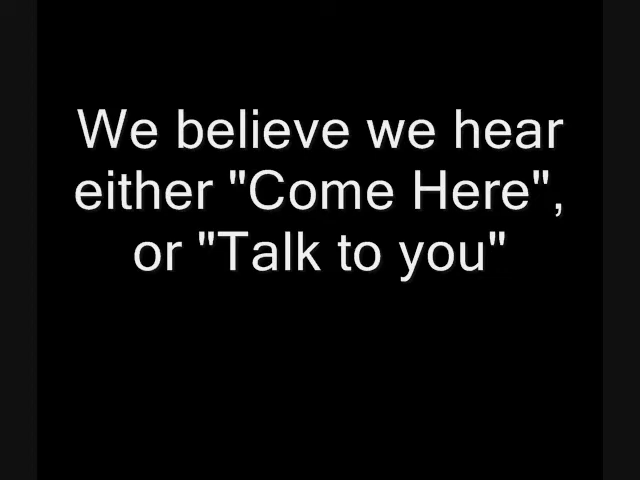 We believe we hear
either "Come Here",
or "Talk to you"